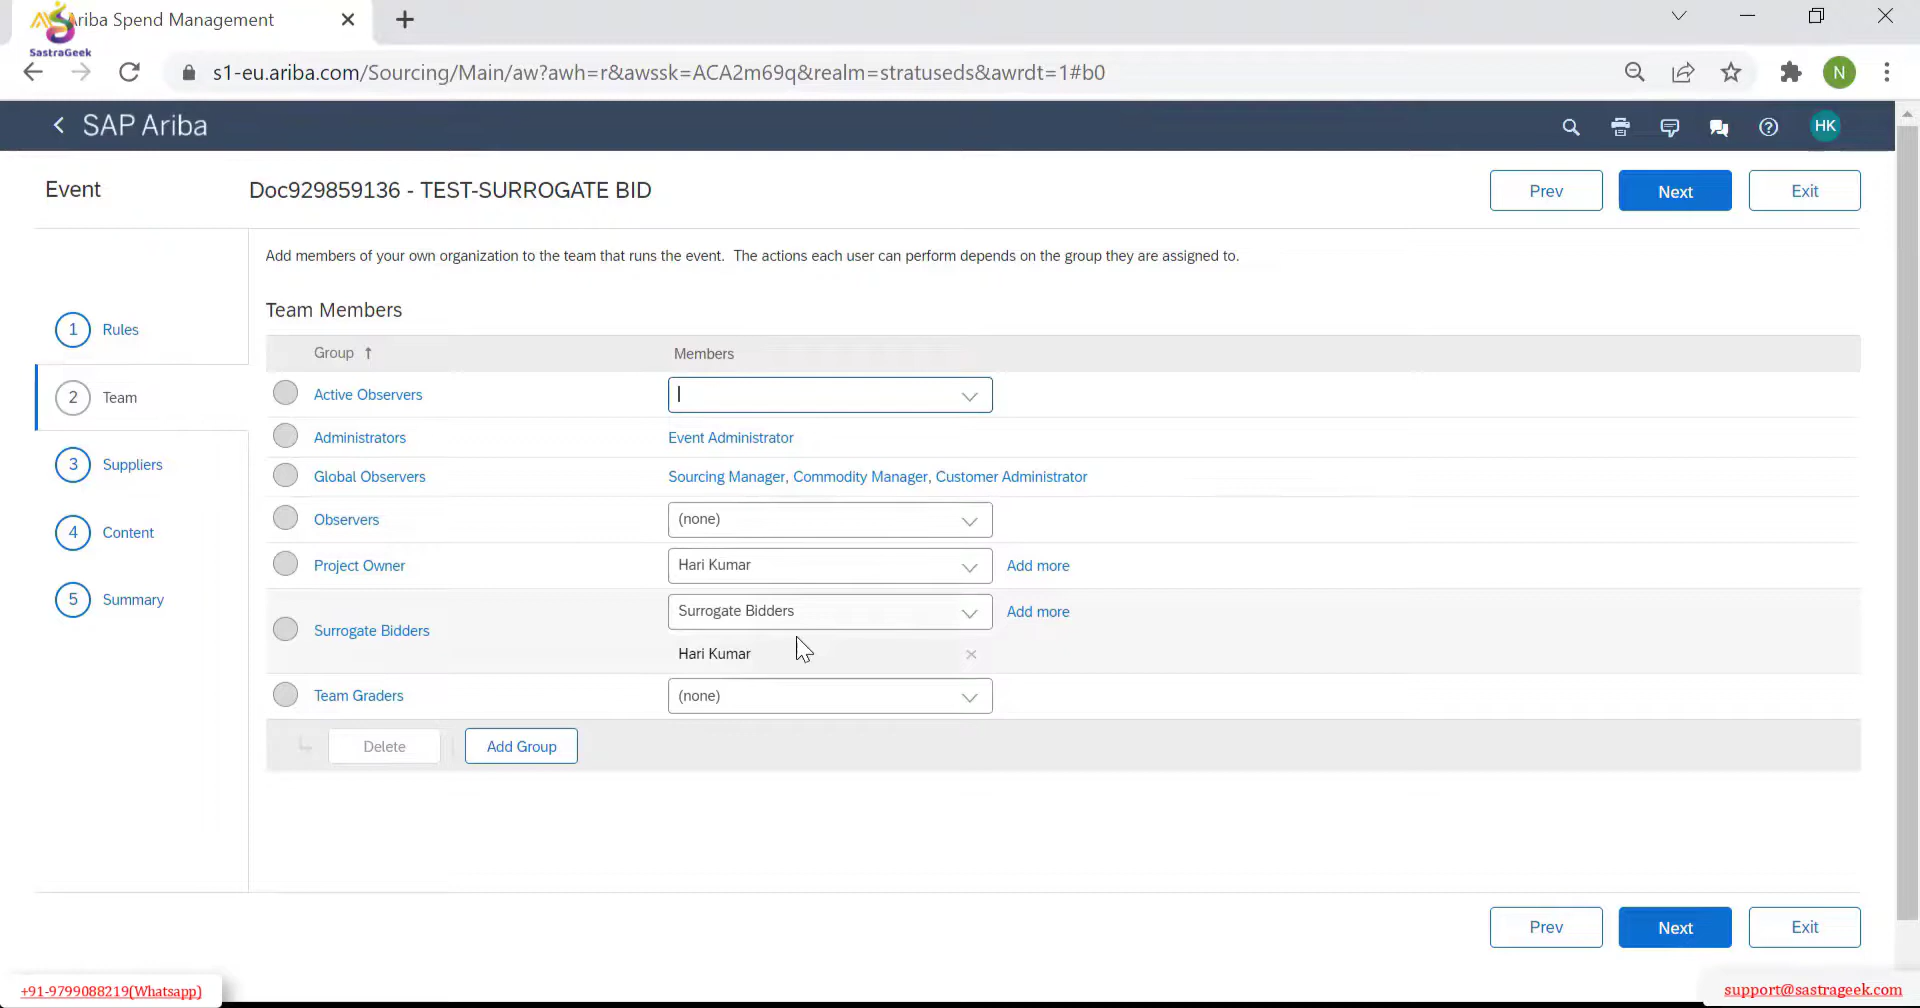 Ariba Spend Management
SastraGeek
s1-eu.ariba.com/Sourcing/Main/aw?awh=r&awssk=ACA2m69q&realm=stratuseds&awrdt=1#b0
N
SAP Ariba
HK
Event
Doc929859136 - TEST-SURROGATE BID
Prev
Next
Exit
Add members of your own organization to the team that runs the event. The actions each user can perform depends on the group they are assigned to.
1 Rules
2 Team
3 Suppliers
4 Content
5 Summary
Team Members
Group ↑ Members
Active Observers
Administrators Event Administrator
Global Observers Sourcing Manager, Commodity Manager, Customer Administrator
Observers (none)
Project Owner Hari Kumar Add more
Surrogate Bidders Surrogate Bidders Add more
Hari Kumar
Team Graders (none)
Delete Add Group
Prev
Next
Exit
+91-9799088219(Whatsapp)
support@sastrageek.com